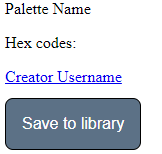 Palette Name
Hex codes:
Creator Username
Save to library